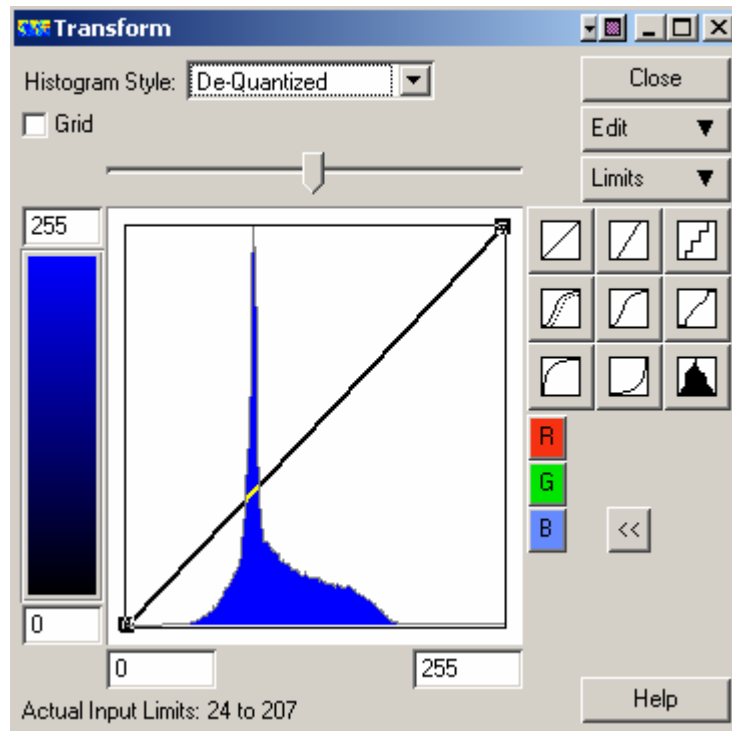 Transform
Histogram Style: De-Quantized
Close
Grid
Edit
Limits
255
R
G
B
<<
0
0
255
Actual Input Limits: 24 to 207
Help